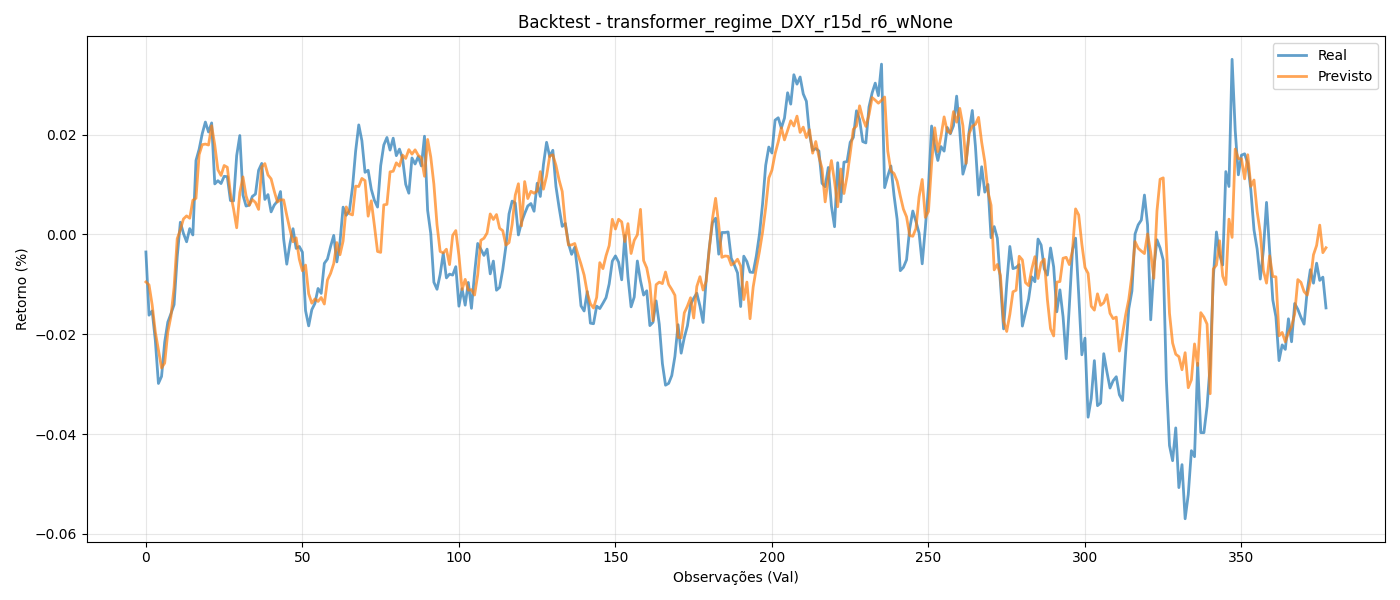 Backtest - transformer_regime_DXY_r15d_r6_wNone
Real
Previsto
Retorno (%)
0.02
0.00
−0.02
−0.04
−0.06
0 50 100 150 200 250 300 350
Observações (Val)